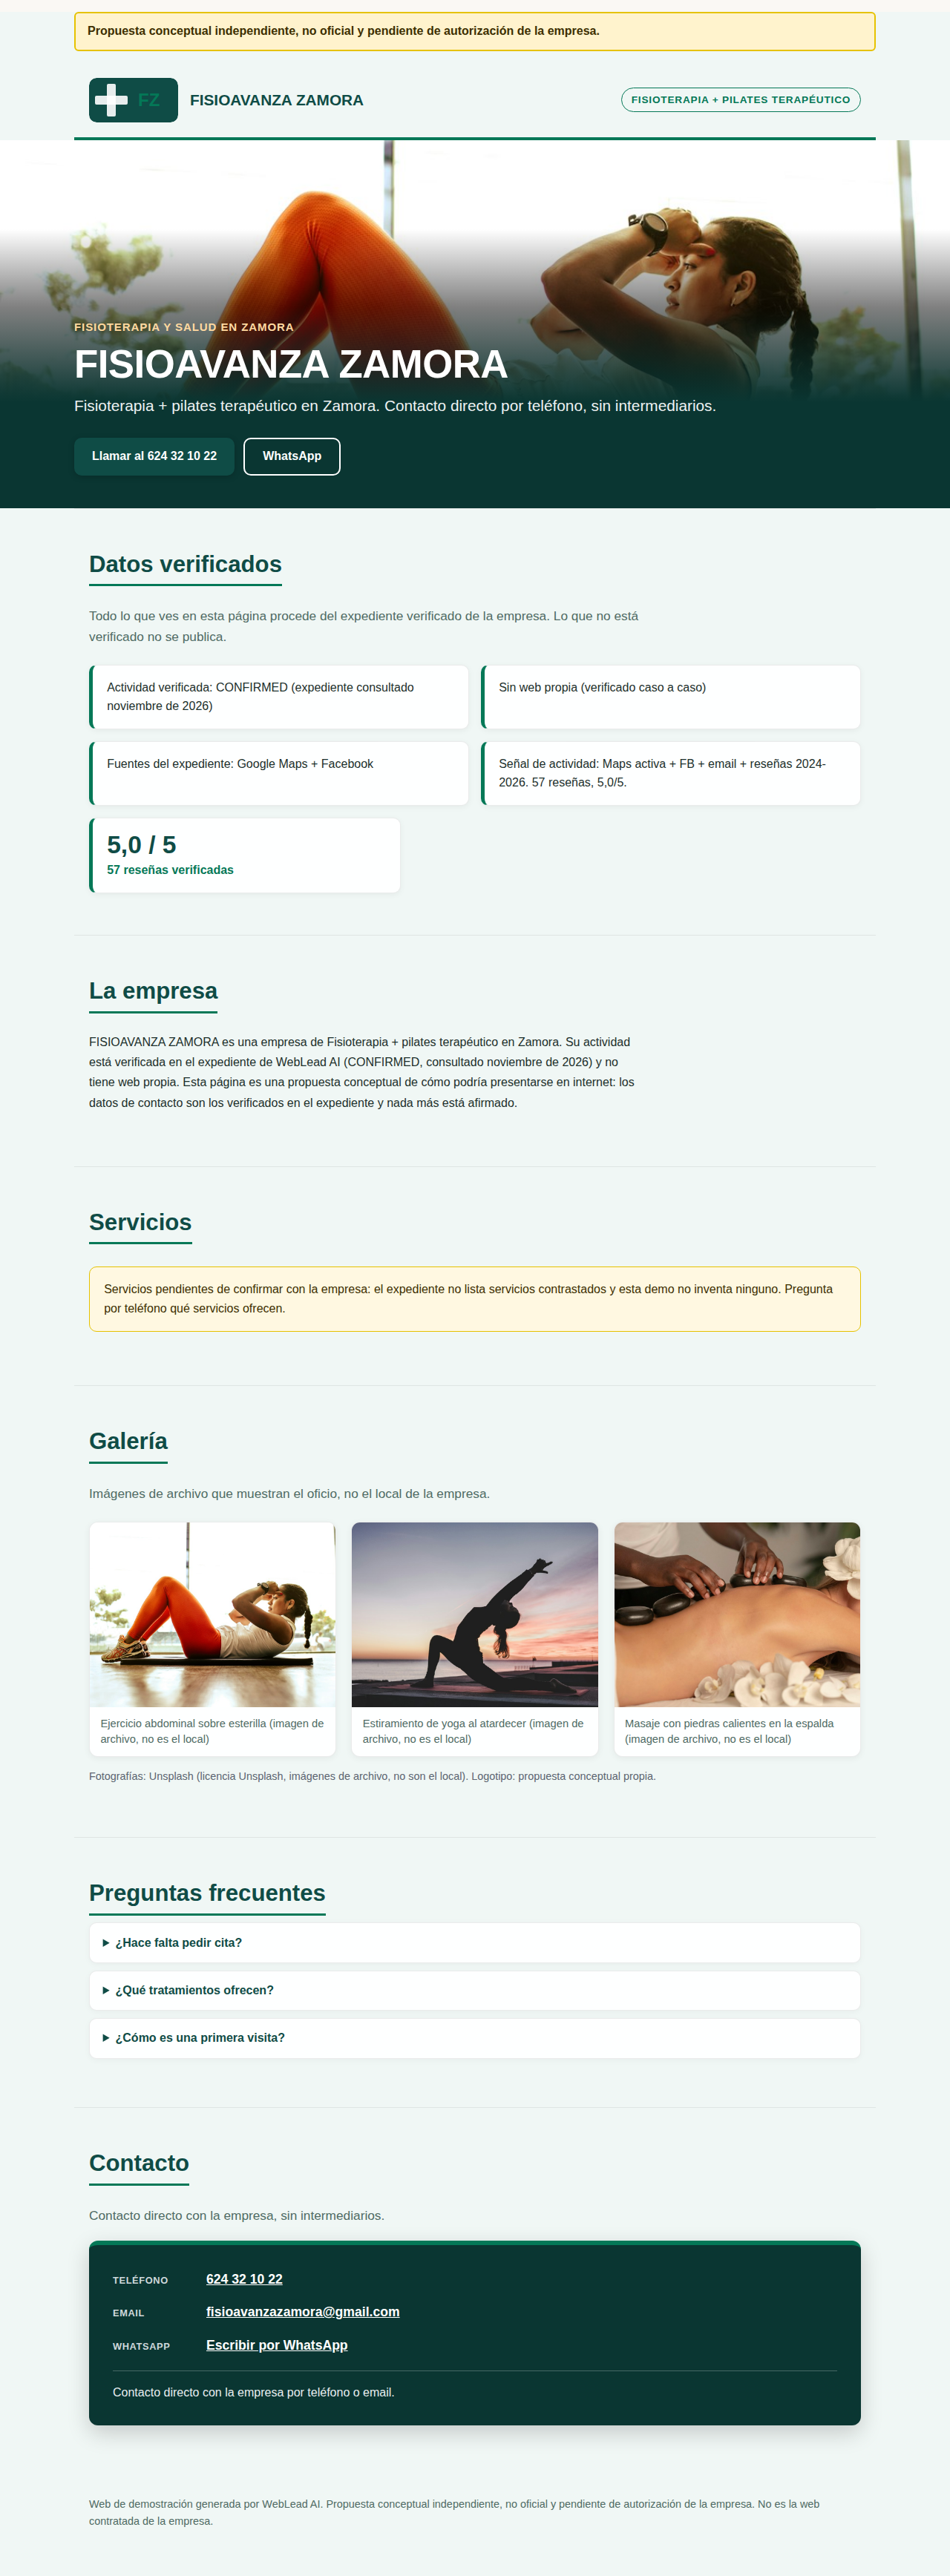 Propuesta conceptual independiente, no oficial y pendiente de autorización de la empresa.
FZ
FISIOAVANZA ZAMORA
FISIOTERAPIA + PILATES TERAPÉUTICO
FISIOTERAPIA Y SALUD EN ZAMORA
FISIOAVANZA ZAMORA
Fisioterapia + pilates terapéutico en Zamora. Contacto directo por teléfono, sin intermediarios.
Llamar al 624 32 10 22
WhatsApp
Datos verificados
Todo lo que ves en esta página procede del expediente verificado de la empresa. Lo que no está
verificado no se publica.
Actividad verificada: CONFIRMED (expediente consultado
noviembre de 2026)
Sin web propia (verificado caso a caso)
Fuentes del expediente: Google Maps + Facebook
Señal de actividad: Maps activa + FB + email + reseñas 2024-
2026. 57 reseñas, 5,0/5.
5,0 / 5
57 reseñas verificadas
La empresa
FISIOAVANZA ZAMORA es una empresa de Fisioterapia + pilates terapéutico en Zamora. Su actividad
está verificada en el expediente de WebLead AI (CONFIRMED, consultado noviembre de 2026) y no
tiene web propia. Esta página es una propuesta conceptual de cómo podría presentarse en internet: los
datos de contacto son los verificados en el expediente y nada más está afirmado.
Servicios
Servicios pendientes de confirmar con la empresa: el expediente no lista servicios contrastados y esta demo no inventa ninguno. Pregunta
por teléfono qué servicios ofrecen.
Galería
Imágenes de archivo que muestran el oficio, no el local de la empresa.
Ejercicio abdominal sobre esterilla (imagen de
archivo, no es el local)
Estiramiento de yoga al atardecer (imagen de
archivo, no es el local)
Masaje con piedras calientes en la espalda
(imagen de archivo, no es el local)
Fotografías: Unsplash (licencia Unsplash, imágenes de archivo, no son el local). Logotipo: propuesta conceptual propia.
Preguntas frecuentes
¿Hace falta pedir cita?
¿Qué tratamientos ofrecen?
¿Cómo es una primera visita?
Contacto
Contacto directo con la empresa, sin intermediarios.
TELÉFONO 624 32 10 22
EMAIL fisioavanzazamora@gmail.com
WHATSAPP Escribir por WhatsApp
Contacto directo con la empresa por teléfono o email.
Web de demostración generada por WebLead AI. Propuesta conceptual independiente, no oficial y pendiente de autorización de la empresa. No es la web
contratada de la empresa.